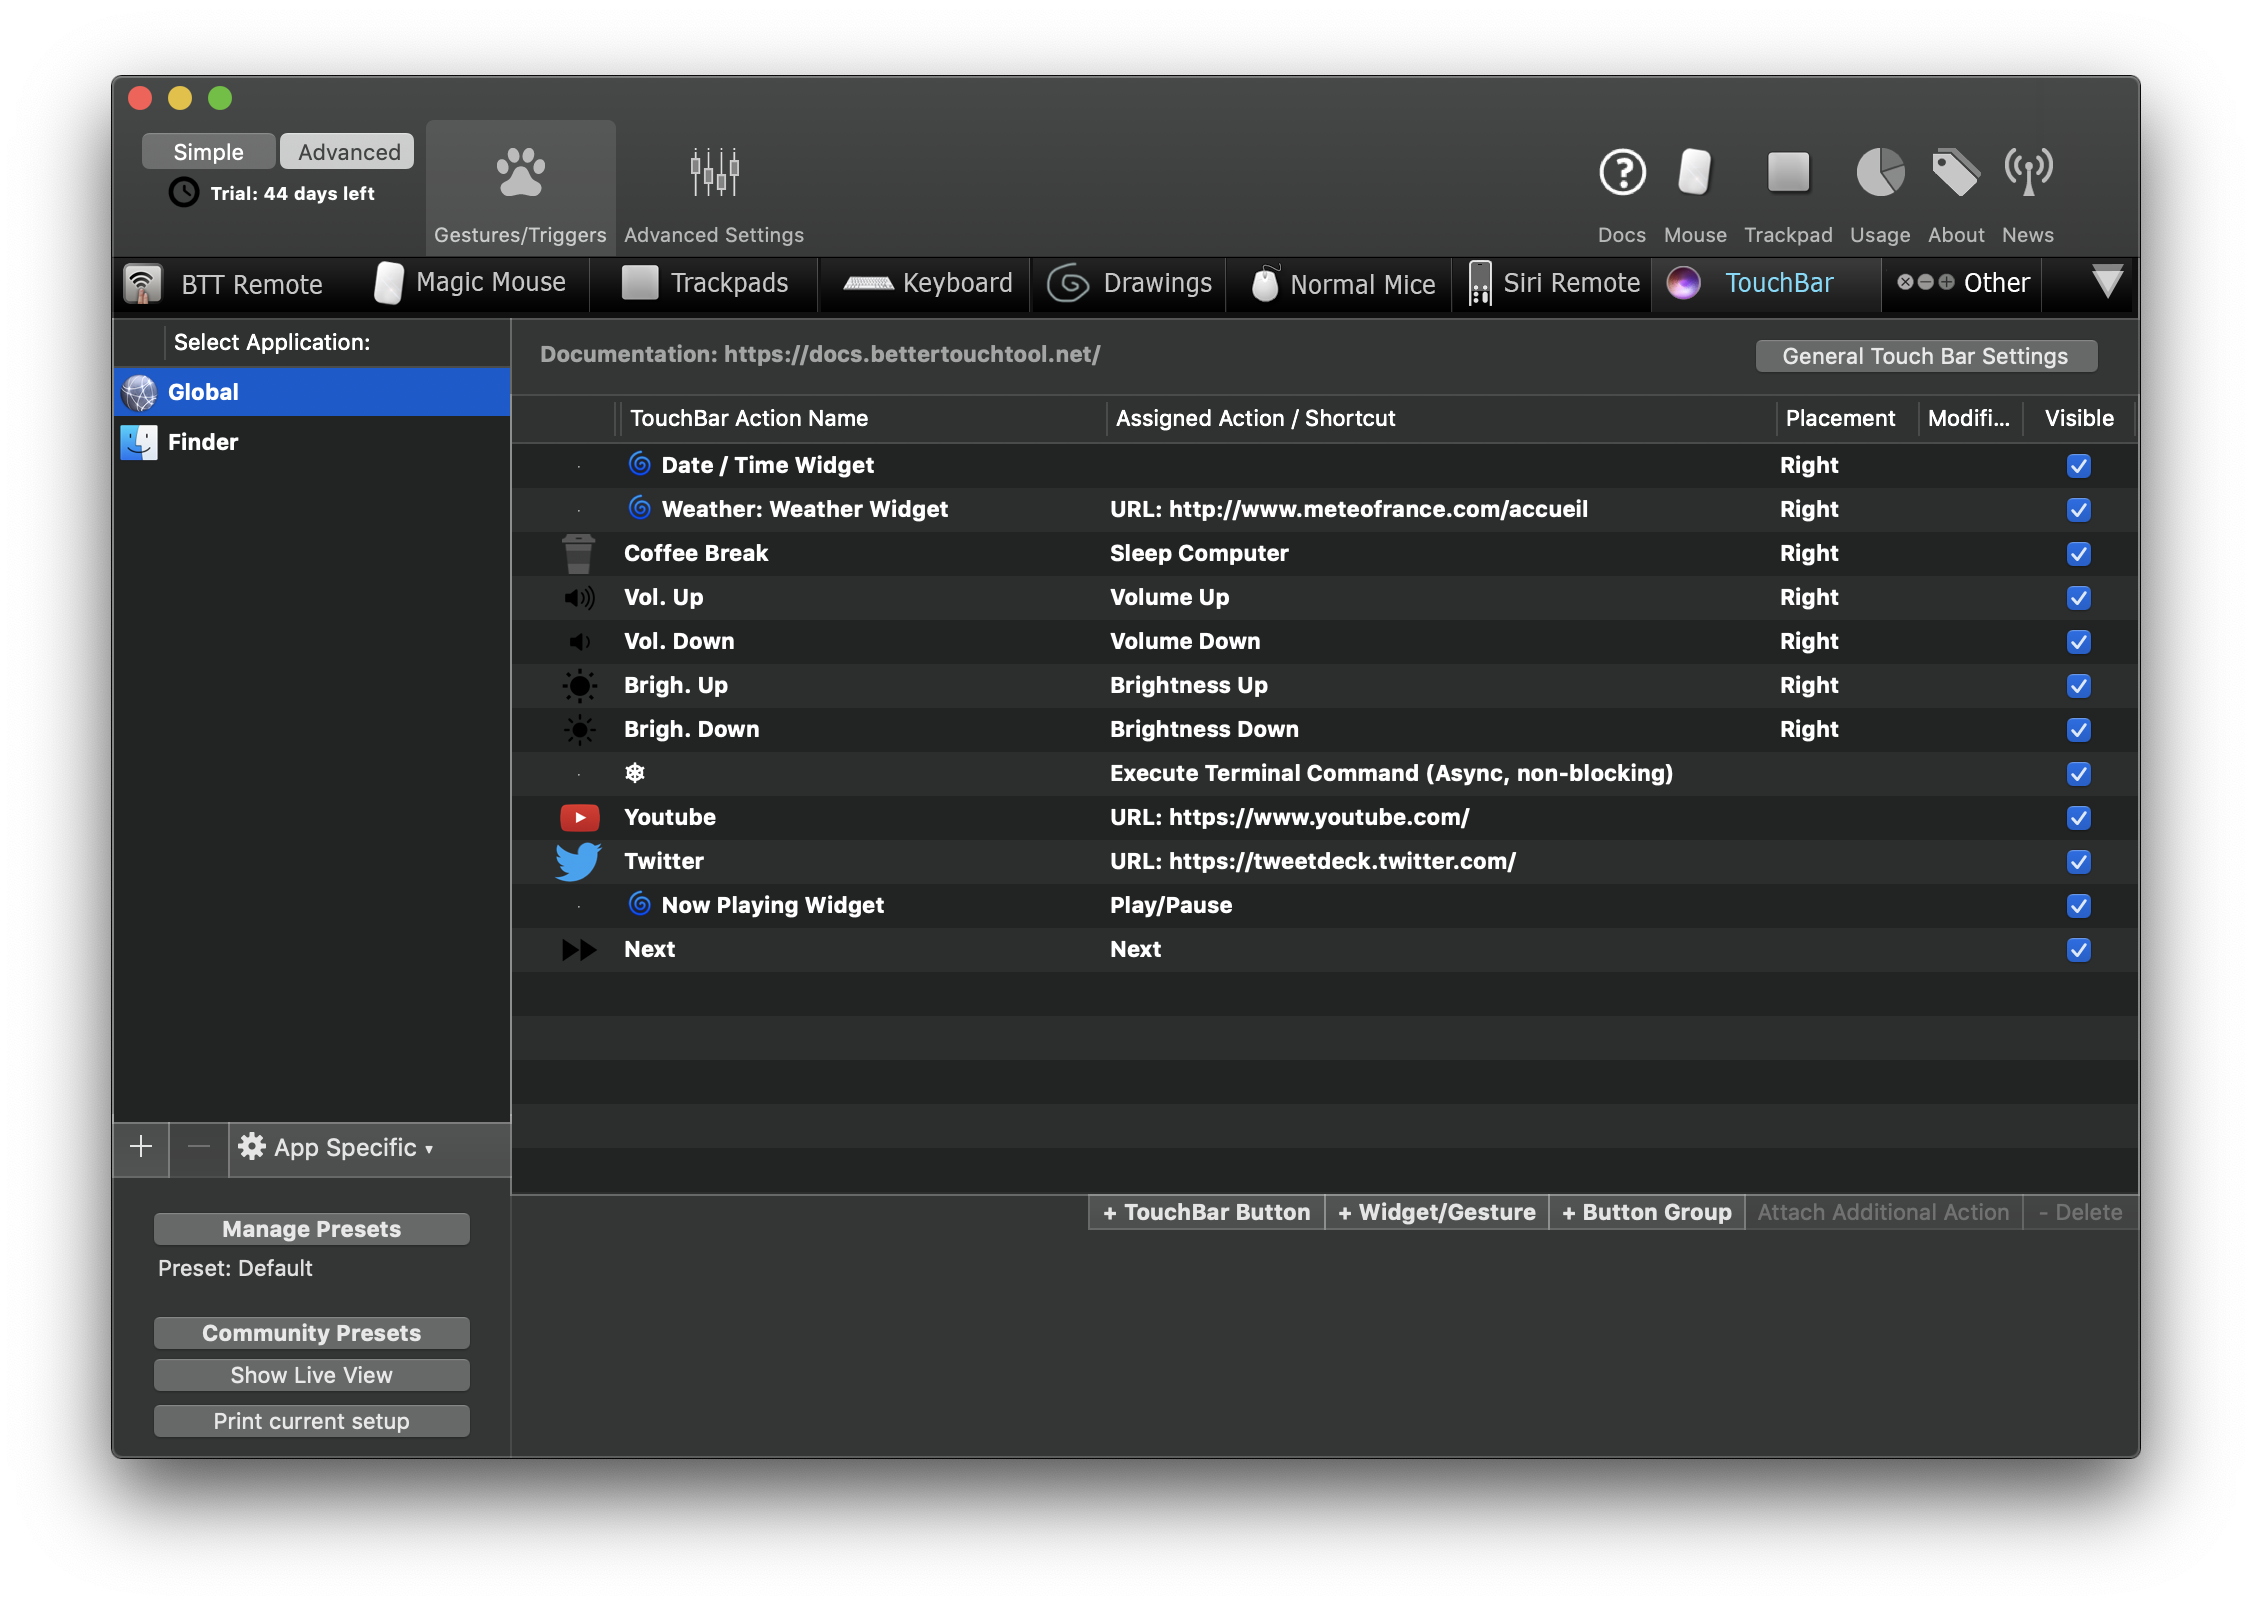 Simple Advanced
Trial: 44 days left
Gestures/Triggers Advanced Settings Docs Mouse Trackpad Usage About News
BTT Remote Magic Mouse Trackpads Keyboard Drawings Normal Mice Siri Remote TouchBar Other
Select Application:
Global
Finder
Documentation: https://docs.bettertouchtool.net/ General Touch Bar Settings
TouchBar Action Name Assigned Action / Shortcut Placement Modifi... Visible
Date / Time Widget Right
Weather: Weather Widget URL: http://www.meteofrance.com/accueil Right
Coffee Break Sleep Computer Right
Vol. Up Volume Up Right
Vol. Down Volume Down Right
Brigh. Up Brightness Up Right
Brigh. Down Brightness Down Right
Execute Terminal Command (Async, non-blocking)
Youtube URL: https://www.youtube.com/
Twitter URL: https://tweetdeck.twitter.com/
Now Playing Widget Play/Pause
Next Next
+ TouchBar Button + Widget/Gesture + Button Group Attach Additional Action - Delete
App Specific ▾
Manage Presets
Preset: Default
Community Presets
Show Live View
Print current setup